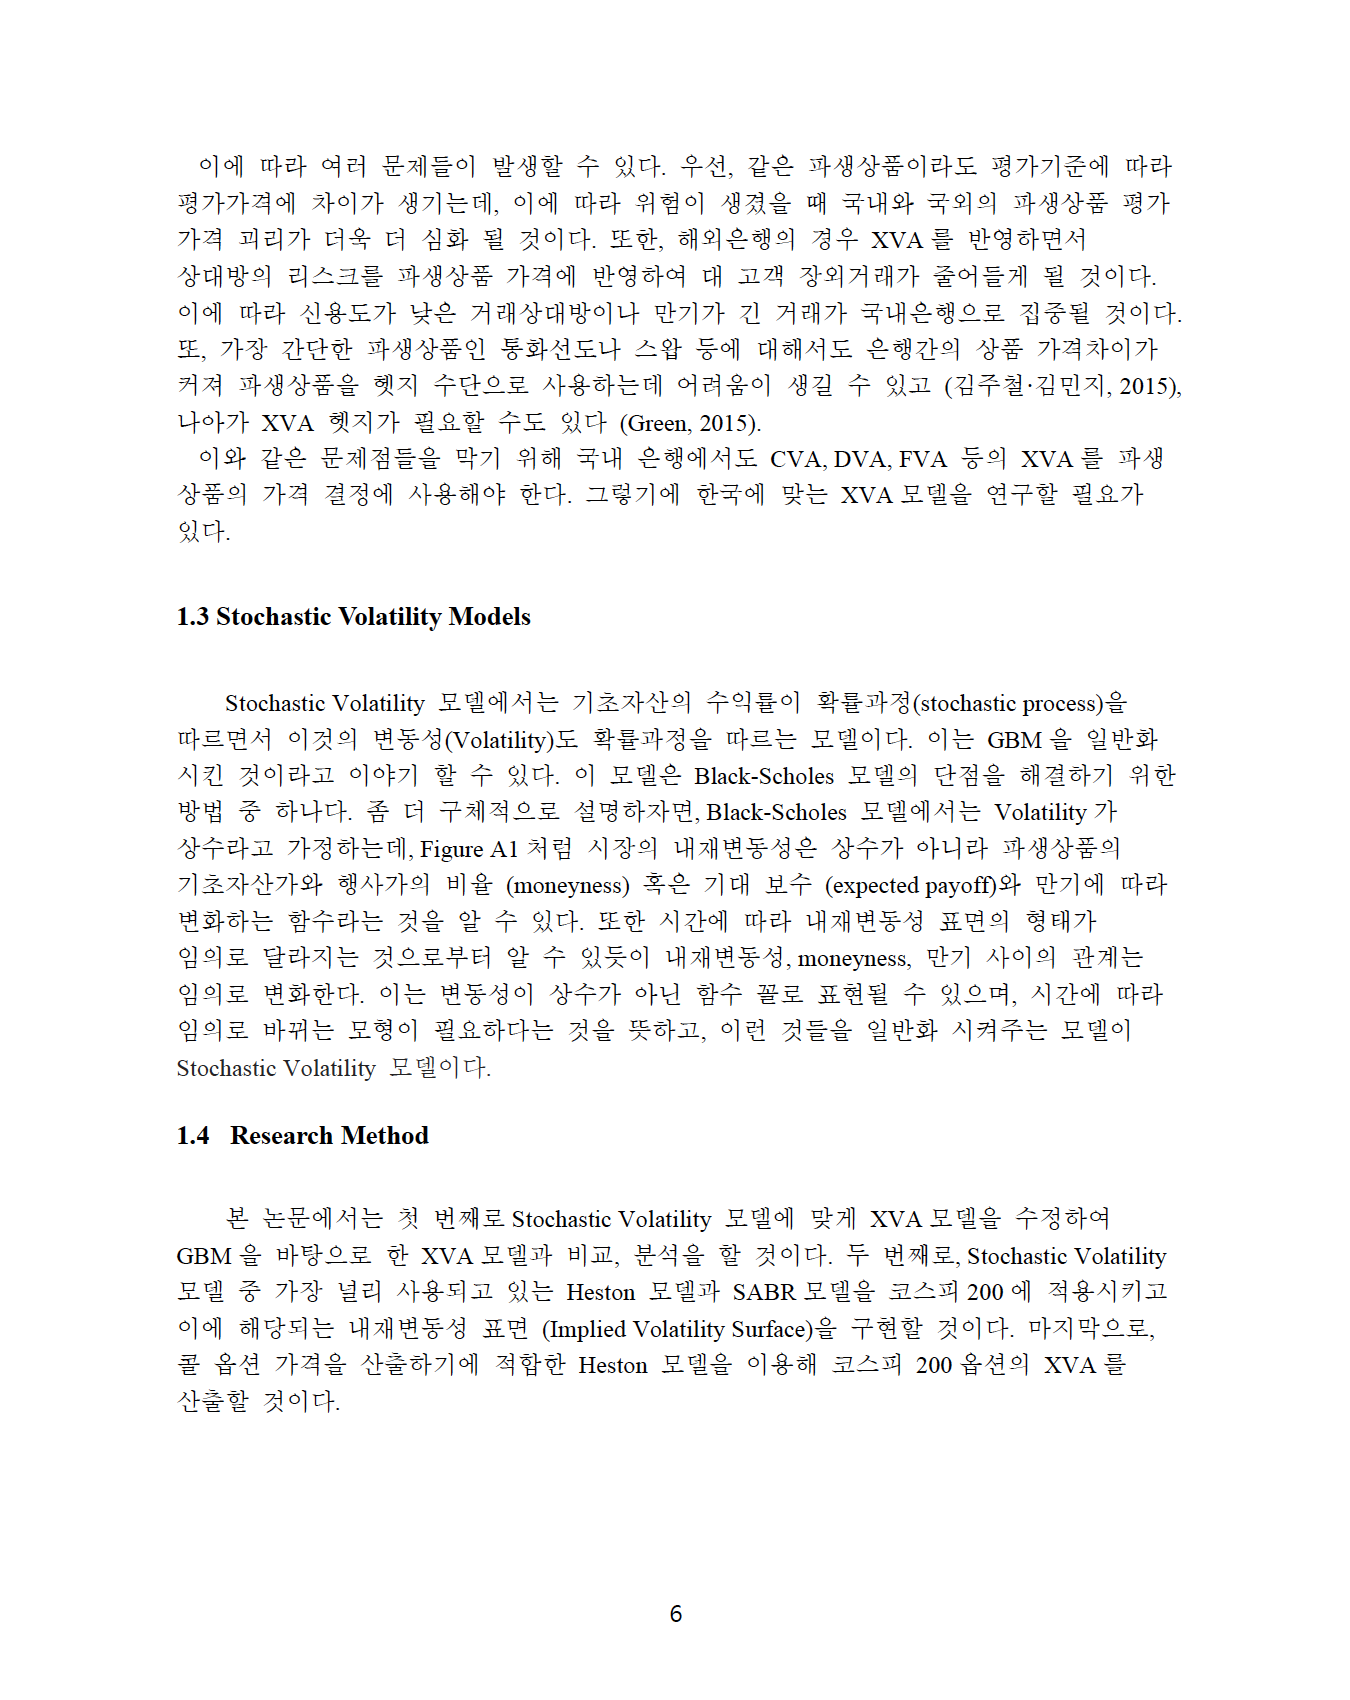 이에 따라 여러 문제들이 발생할 수 있다. 우선, 같은 파생상품이라도 평가기준에 따라
평가가격에 차이가 생기는데, 이에 따라 위험이 생겼을 때 국내와 국외의 파생상품 평가
가격 괴리가 더욱 더 심화 될 것이다. 또한, 해외은행의 경우 XVA 를 반영하면서
상대방의 리스크를 파생상품 가격에 반영하여 대 고객 장외거래가 줄어들게 될 것이다.
이에 따라 신용도가 낮은 거래상대방이나 만기가 긴 거래가 국내은행으로 집중될 것이다.
또, 가장 간단한 파생상품인 통화선도나 스왑 등에 대해서도 은행간의 상품 가격차이가
커져 파생상품을 헷지 수단으로 사용하는데 어려움이 생길 수 있고 (김주철·김민지, 2015),
나아가 XVA 헷지가 필요할 수도 있다 (Green, 2015).
이와 같은 문제점들을 막기 위해 국내 은행에서도 CVA, DVA, FVA 등의 XVA 를 파생
상품의 가격 결정에 사용해야 한다. 그렇기에 한국에 맞는 XVA 모델을 연구할 필요가
있다.
1.3 Stochastic Volatility Models
Stochastic Volatility 모델에서는 기초자산의 수익률이 확률과정(stochastic process)을
따르면서 이것의 변동성(Volatility)도 확률과정을 따르는 모델이다. 이는 GBM 을 일반화
시킨 것이라고 이야기 할 수 있다. 이 모델은 Black-Scholes 모델의 단점을 해결하기 위한
방법 중 하나다. 좀 더 구체적으로 설명하자면, Black-Scholes 모델에서는 Volatility 가
상수라고 가정하는데, Figure A1 처럼 시장의 내재변동성은 상수가 아니라 파생상품의
기초자산가와 행사가의 비율 (moneyness) 혹은 기대 보수 (expected payoff)와 만기에 따라
변화하는 함수라는 것을 알 수 있다. 또한 시간에 따라 내재변동성 표면의 형태가
임의로 달라지는 것으로부터 알 수 있듯이 내재변동성, moneyness, 만기 사이의 관계는
임의로 변화한다. 이는 변동성이 상수가 아닌 함수 꼴로 표현될 수 있으며, 시간에 따라
임의로 바뀌는 모형이 필요하다는 것을 뜻하고, 이런 것들을 일반화 시켜주는 모델이
Stochastic Volatility 모델이다.
1.4 Research Method
본 논문에서는 첫 번째로 Stochastic Volatility 모델에 맞게 XVA 모델을 수정하여
GBM 을 바탕으로 한 XVA 모델과 비교, 분석을 할 것이다. 두 번째로, Stochastic Volatility
모델 중 가장 널리 사용되고 있는 Heston 모델과 SABR 모델을 코스피 200 에 적용시키고
이에 해당되는 내재변동성 표면 (Implied Volatility Surface)을 구현할 것이다. 마지막으로,
콜 옵션 가격을 산출하기에 적합한 Heston 모델을 이용해 코스피 200 옵션의 XVA 를
산출할 것이다.
6